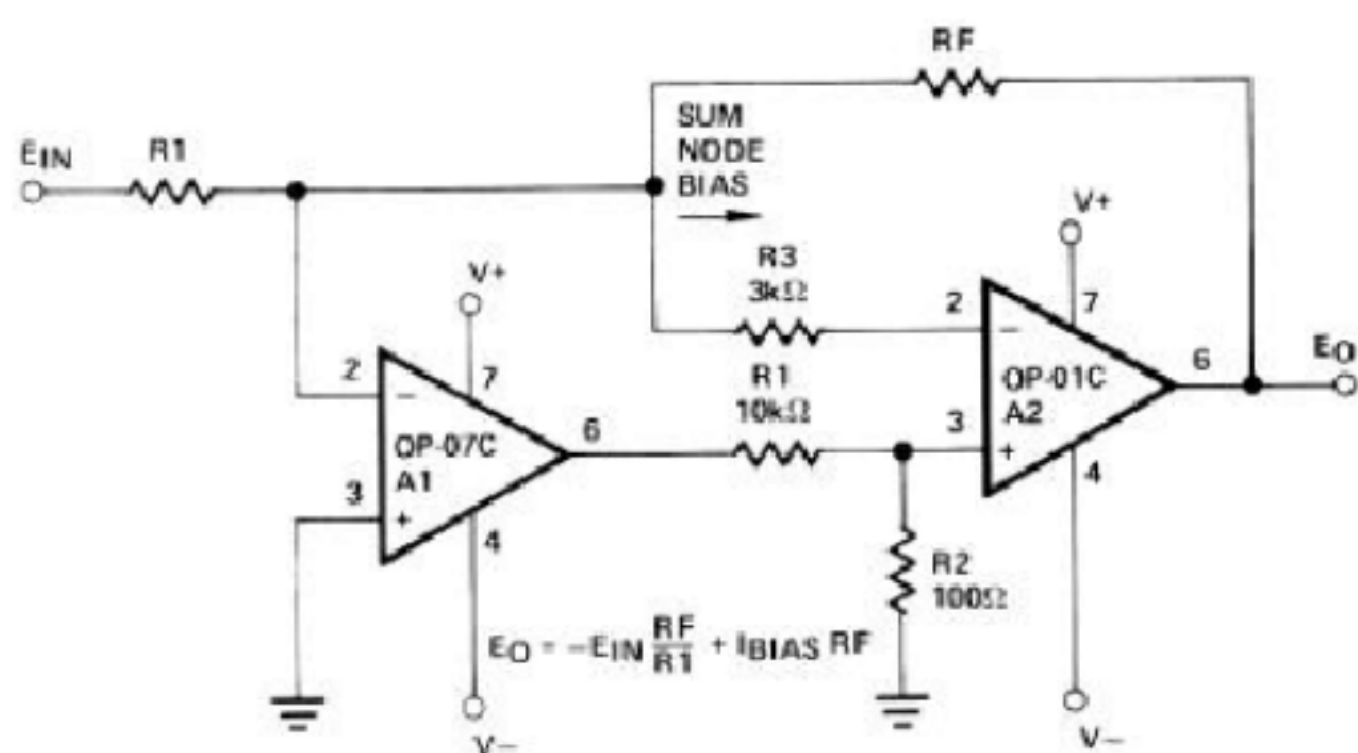 RF
SUM
NODE
BIAS
EIN
R1
V+
R3
3kΩ
V+
2
7
2
7
R1
10kΩ
OP-01C
A2
6
EO
OP-07C
A1
6
3
3
4
4
R2
100Ω
EO = -EIN RF/R1 + IBIAS RF
V-
V-